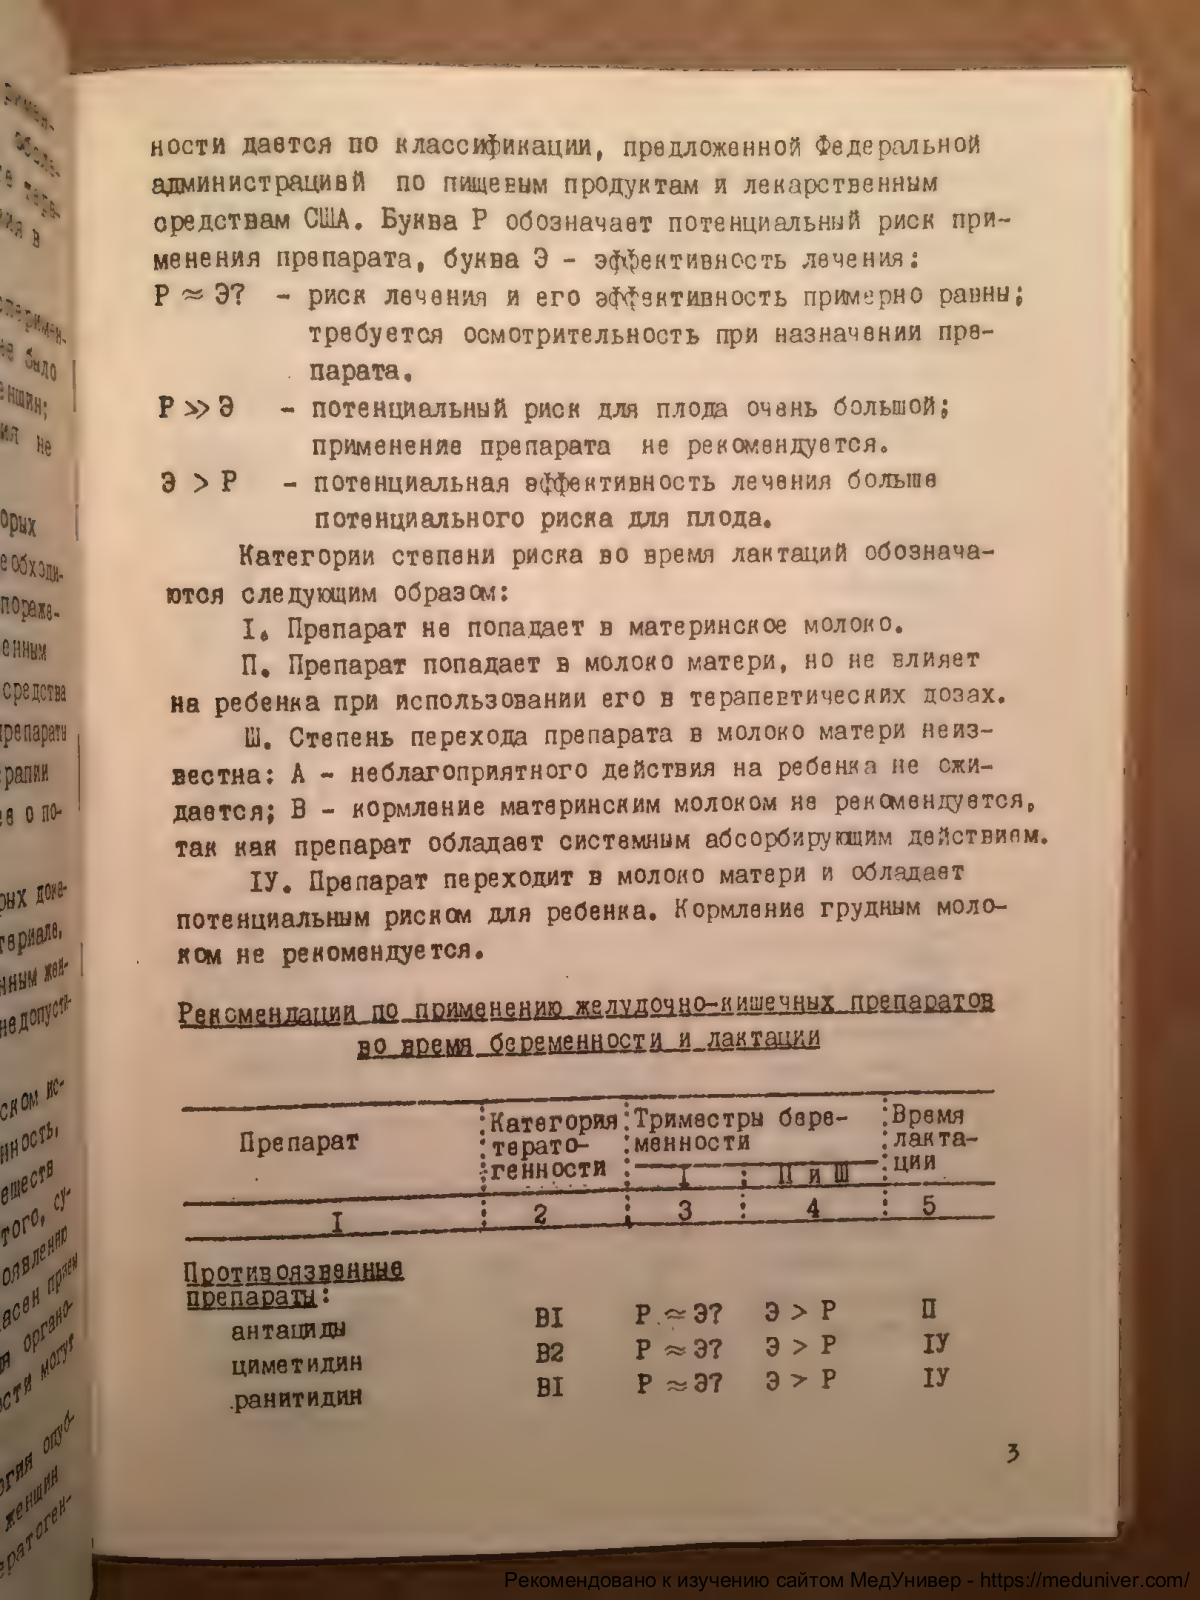 ности дается по классификации, предложенной Федеральной
администрацией по пищевым продуктам и лекарственным
средствам США. Буква Р обозначает потенциальный риск при-
менения препарата, буква Э - эффективность лечения:
Р ≈ Э? - риск лечения и его эффективность примерно равны;
требуется осмотрительность при назначении пре-
парата.
Р >> Э - потенциальный риск для плода очень большой;
применение препарата не рекомендуется.
Э > Р - потенциальная эффективность лечения больше
потенциального риска для плода.
Категории степени риска во время лактаций обознача-
ются следующим образом:
I. Препарат не попадает в материнское молоко.
П. Препарат попадает в молоко матери, но не влияет
на ребенка при использовании его в терапевтических дозах.
Ш. Степень перехода препарата в молоко матери неиз-
вестна: А - неблагоприятного действия на ребенка не ожи-
дается; В - кормление материнским молоком не рекомендуется,
так как препарат обладает системным абсорбирующим действием.
IУ. Препарат переходит в молоко матери и обладает
потенциальным риском для ребенка. Кормление грудным моло-
ком не рекомендуется.
Рекомендации по применению желудочно-кишечных препаратов
во время беременности и лактации
Препарат Категория Триместры бере- Время
терато- менности лакта-
генности I П и Ш ции
I 2 3 4 5
Противоязвенные
препараты:
антациды BI Р ≈ Э? Э > Р П
циметидин B2 Р ≈ Э? Э > Р IУ
ранитидин BI Р ≈ Э? Э > Р IУ
3
Рекомендовано к изучению сайтом МедУнивер - https://meduniver.com/